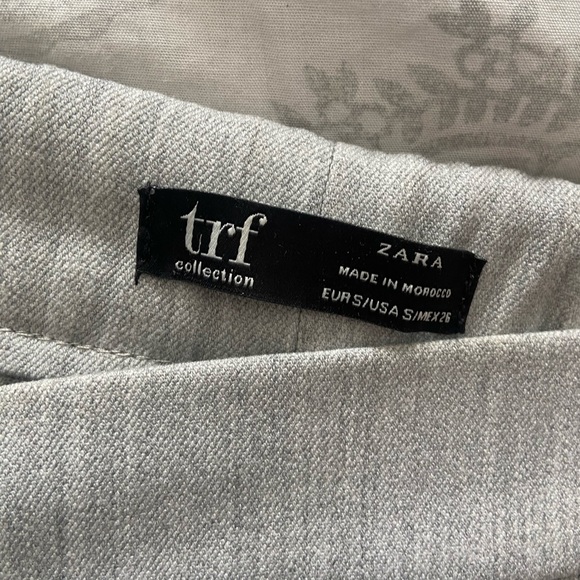 trf
collection
ZARA
MADE IN MOROCCO
EUR S/USA S/MEX 26